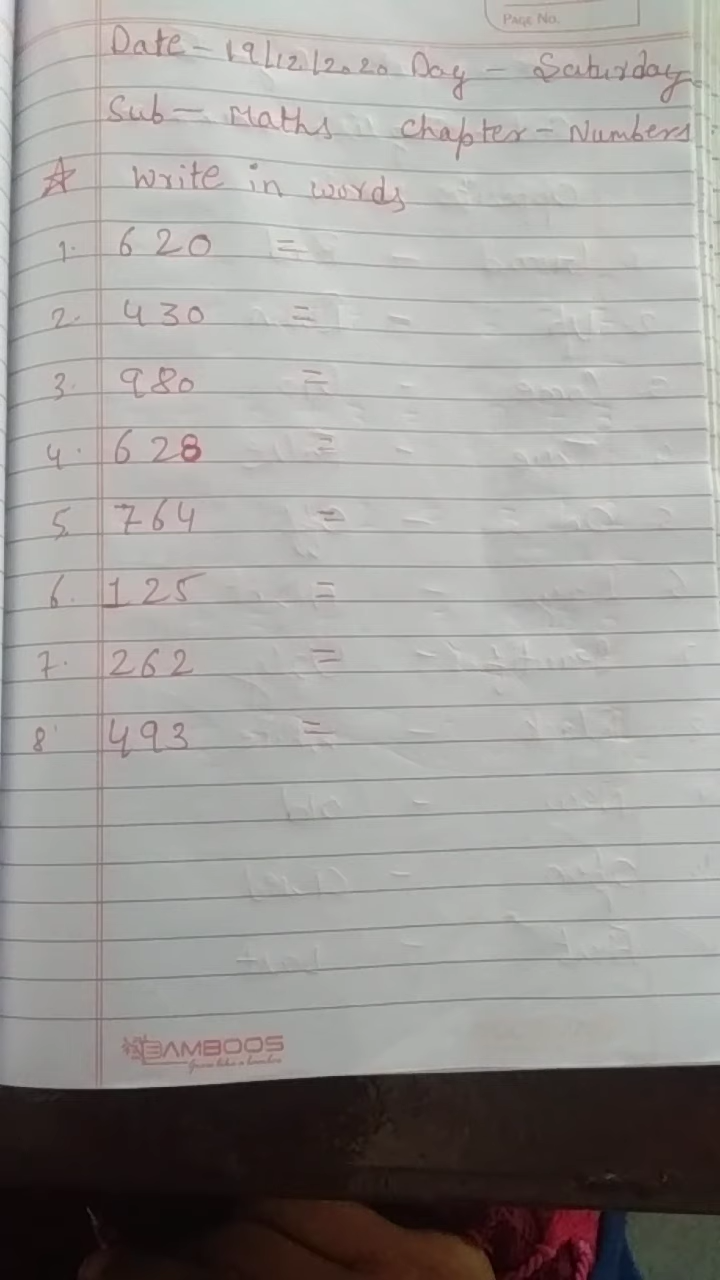 Page No.
Date - 19/12/2020 Day - Saturday
Sub - Maths Chapter - Numbers
Write in words
1. 620 =
2. 430 =
3. 980 =
4. 628 =
5. 764 =
6. 125 =
7. 262 =
8 493 =
BAMBOOS